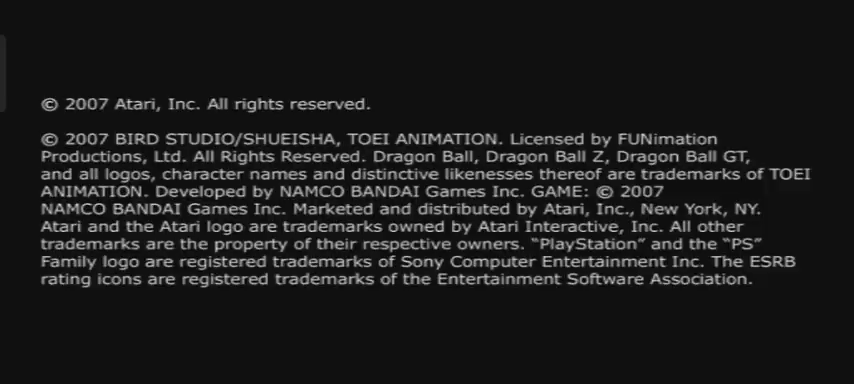 © 2007 Atari, Inc. All rights reserved.
© 2007 BIRD STUDIO/SHUEISHA, TOEI ANIMATION. Licensed by FUNimation
Productions, Ltd. All Rights Reserved. Dragon Ball, Dragon Ball Z, Dragon Ball GT,
and all logos, character names and distinctive likenesses thereof are trademarks of TOEI
ANIMATION. Developed by NAMCO BANDAI Games Inc. GAME: © 2007
NAMCO BANDAI Games Inc. Marketed and distributed by Atari, Inc., New York, NY.
Atari and the Atari logo are trademarks owned by Atari Interactive, Inc. All other
trademarks are the property of their respective owners. “PlayStation” and the “PS”
Family logo are registered trademarks of Sony Computer Entertainment Inc. The ESRB
rating icons are registered trademarks of the Entertainment Software Association.